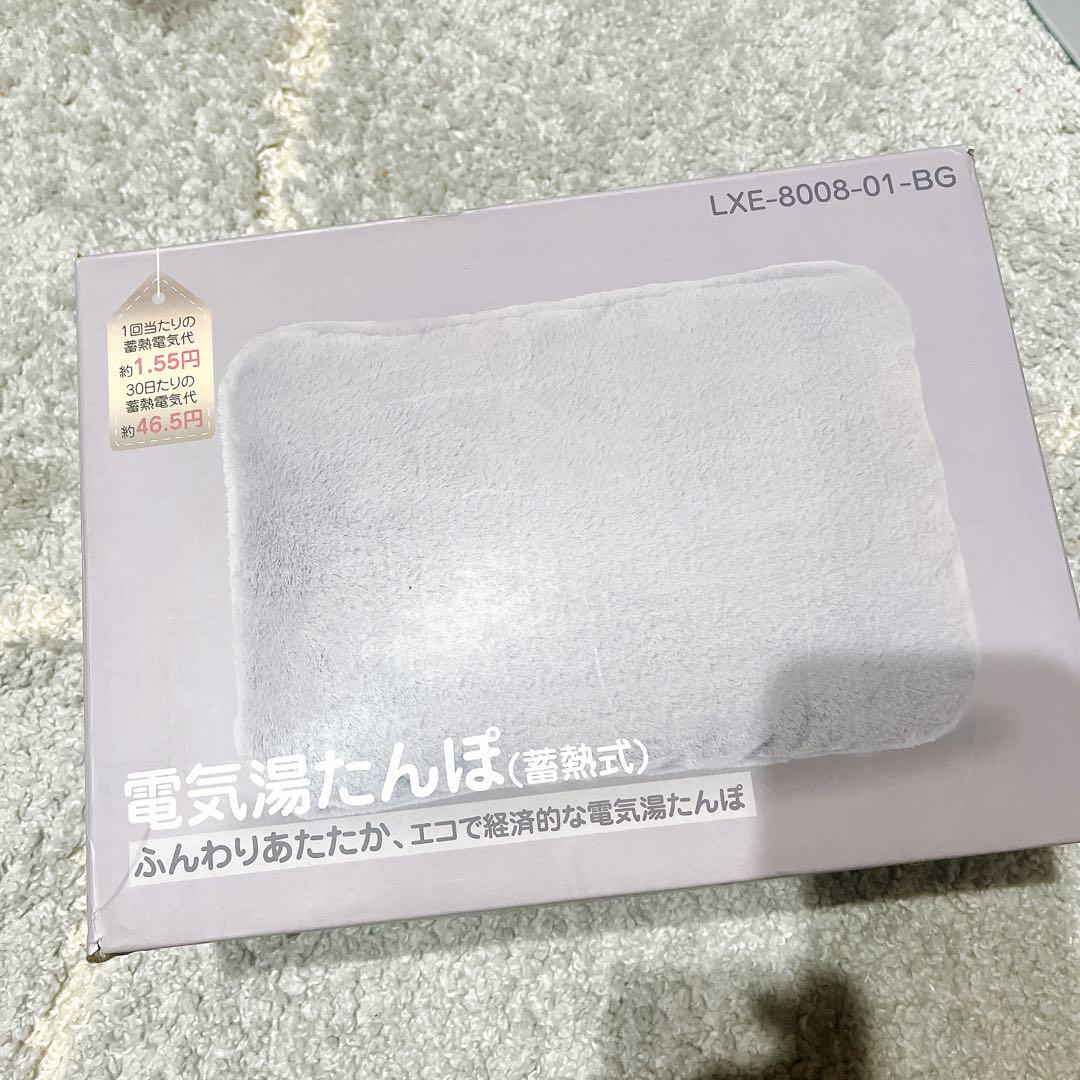 LXE-8008-01-BG
1回当たりの
蓄熱電気代
約1.55円
30日たりの
蓄熱電気代
約46.5円
電気湯たんぽ(蓄熱式)
ふんわりあたたか、エコで経済的な電気湯たんぽ